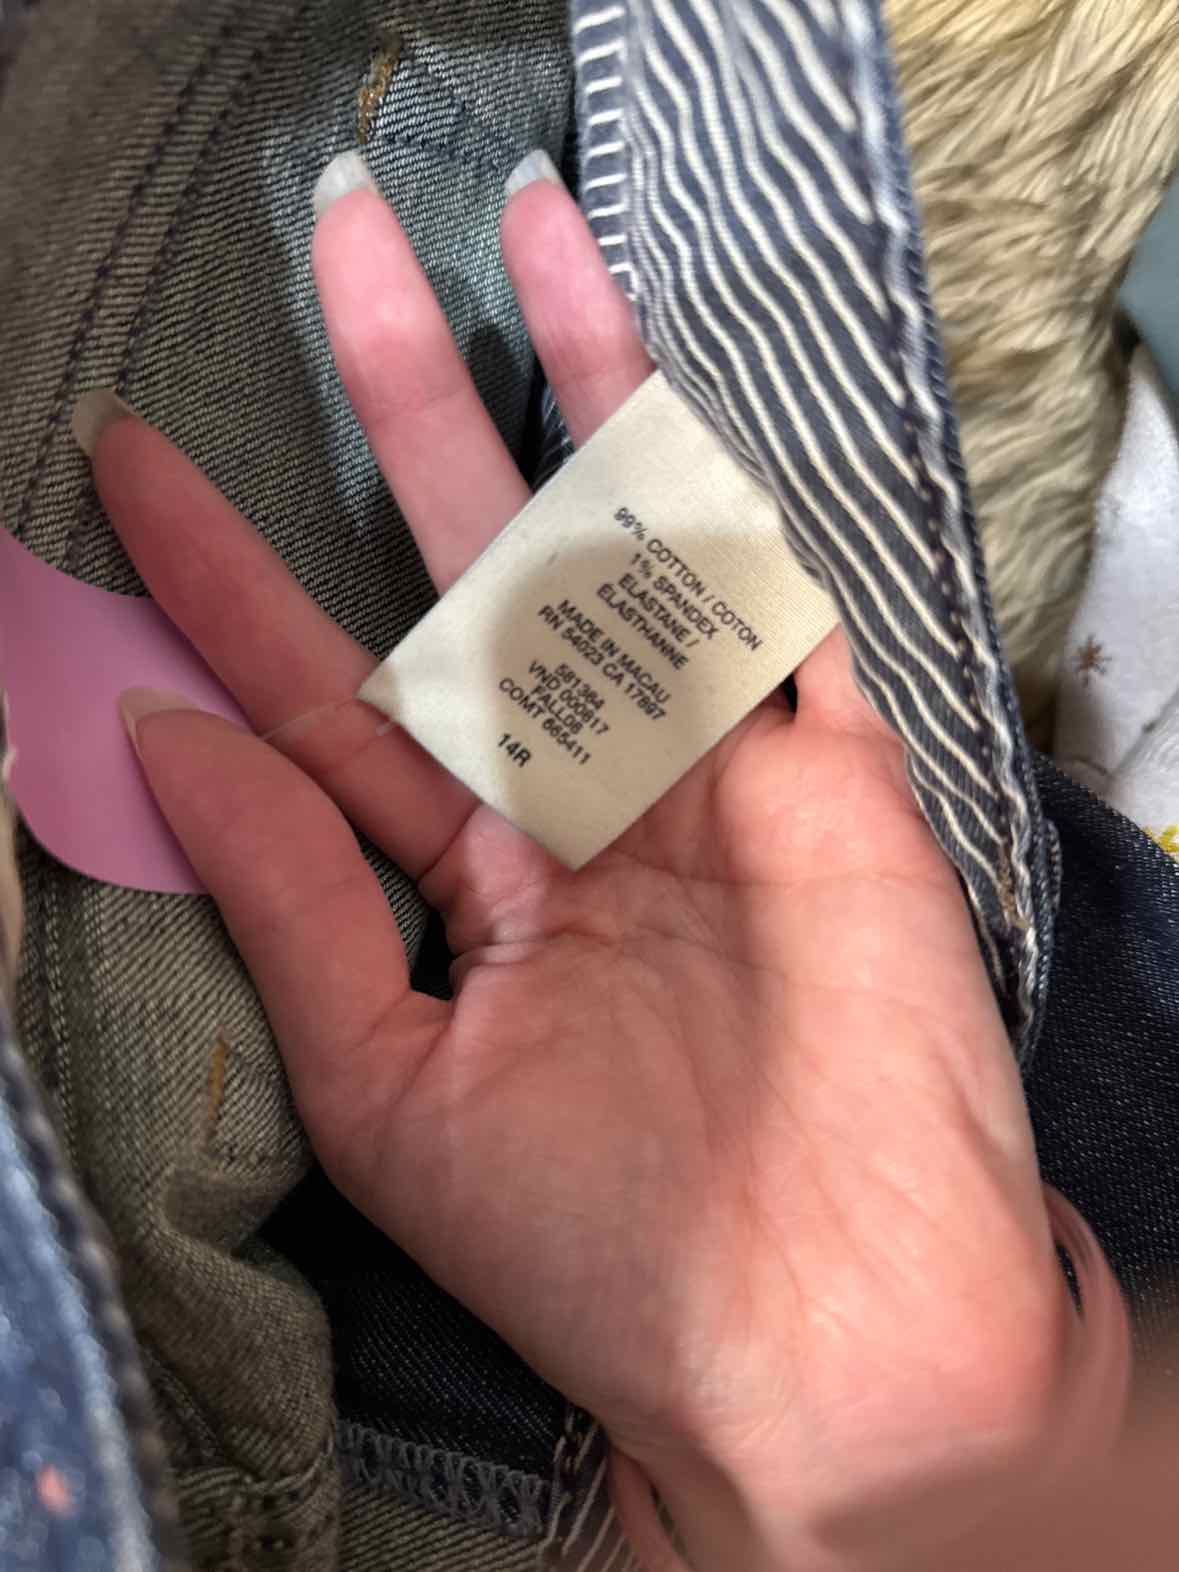 99% COTTON / COTON
1% SPANDEX
ELASTANE /
ELASTHANNE
MADE IN MACAU
RN 54023 CA 17897
581384
VND 000817
FALL08
COMT 665411
14R